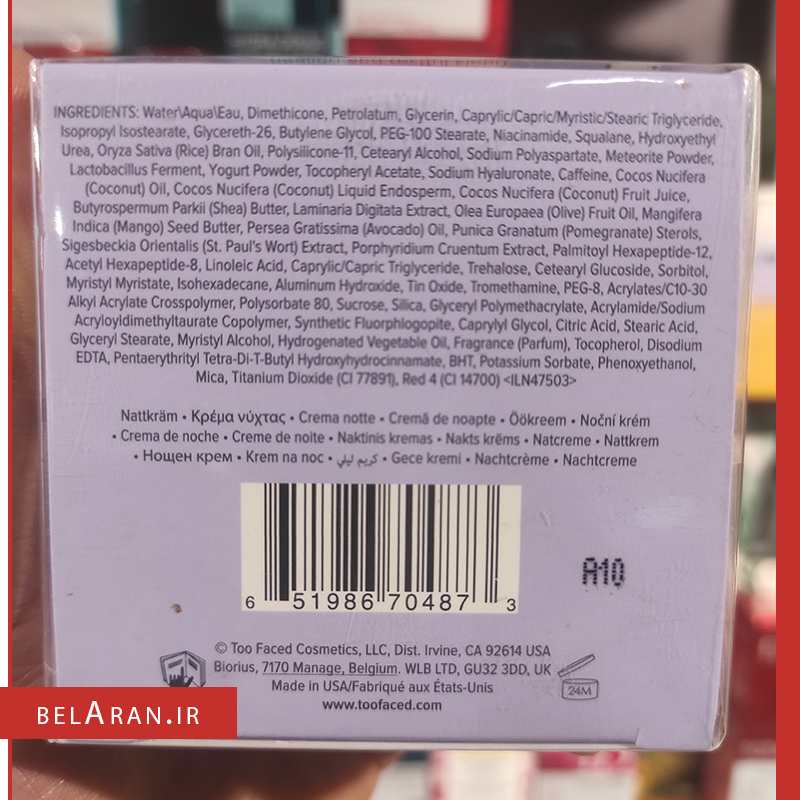 INGREDIENTS: Water\Aqua\Eau, Dimethicone, Petrolatum, Glycerin, Caprylic/Capric/Myristic/Stearic Triglyceride,
Isopropyl Isostearate, Glycereth-26, Butylene Glycol, PEG-100 Stearate, Niacinamide, Squalane, Hydroxyethyl
Urea, Oryza Sativa (Rice) Bran Oil, Polysilicone-11, Cetearyl Alcohol, Sodium Polyaspartate, Meteorite Powder,
Lactobacillus Ferment, Yogurt Powder, Tocopheryl Acetate, Sodium Hyaluronate, Caffeine, Cocos Nucifera
(Coconut) Oil, Cocos Nucifera (Coconut) Liquid Endosperm, Cocos Nucifera (Coconut) Fruit Juice,
Butyrospermum Parkii (Shea) Butter, Laminaria Digitata Extract, Olea Europaea (Olive) Fruit Oil, Mangifera
Indica (Mango) Seed Butter, Persea Gratissima (Avocado) Oil, Punica Granatum (Pomegranate) Sterols,
Sigesbeckia Orientalis (St. Paul's Wort) Extract, Porphyridium Cruentum Extract, Palmitoyl Hexapeptide-12,
Acetyl Hexapeptide-8, Linoleic Acid, Caprylic/Capric Triglyceride, Trehalose, Cetearyl Glucoside, Sorbitol,
Myristyl Myristate, Isohexadecane, Aluminum Hydroxide, Tin Oxide, Tromethamine, PEG-8, Acrylates/C10-30
Alkyl Acrylate Crosspolymer, Polysorbate 80, Sucrose, Silica, Glyceryl Polymethacrylate, Acrylamide/Sodium
Acryloyldimethyltaurate Copolymer, Synthetic Fluorphlogopite, Caprylyl Glycol, Citric Acid, Stearic Acid,
Glyceryl Stearate, Myristyl Alcohol, Hydrogenated Vegetable Oil, Fragrance (Parfum), Tocopherol, Disodium
EDTA, Pentaerythrityl Tetra-Di-T-Butyl Hydroxyhydrocinnamate, BHT, Potassium Sorbate, Phenoxyethanol,
Mica, Titanium Dioxide (CI 77891), Red 4 (CI 14700) <ILN47503>
Nattkräm • Κρέμα νύχτας • Crema notte • Cremă de noapte • Öökreem • Noční krém
• Crema de noche • Creme de noite • Naktinis kremas • Nakts krēms • Natcreme • Nattkrem
• Нощен крем • Krem na noc • كريم ليلي • Gece kremi • Nachtcrème • Nachtcreme
6 51986 70487 3
A10
© Too Faced Cosmetics, LLC, Dist. Irvine, CA 92614 USA
Biorius, 7170 Manage, Belgium. WLB LTD, GU32 3DD, UK
24M
Made in USA/Fabriqué aux États-Unis
www.toofaced.com
BELARAN.IR